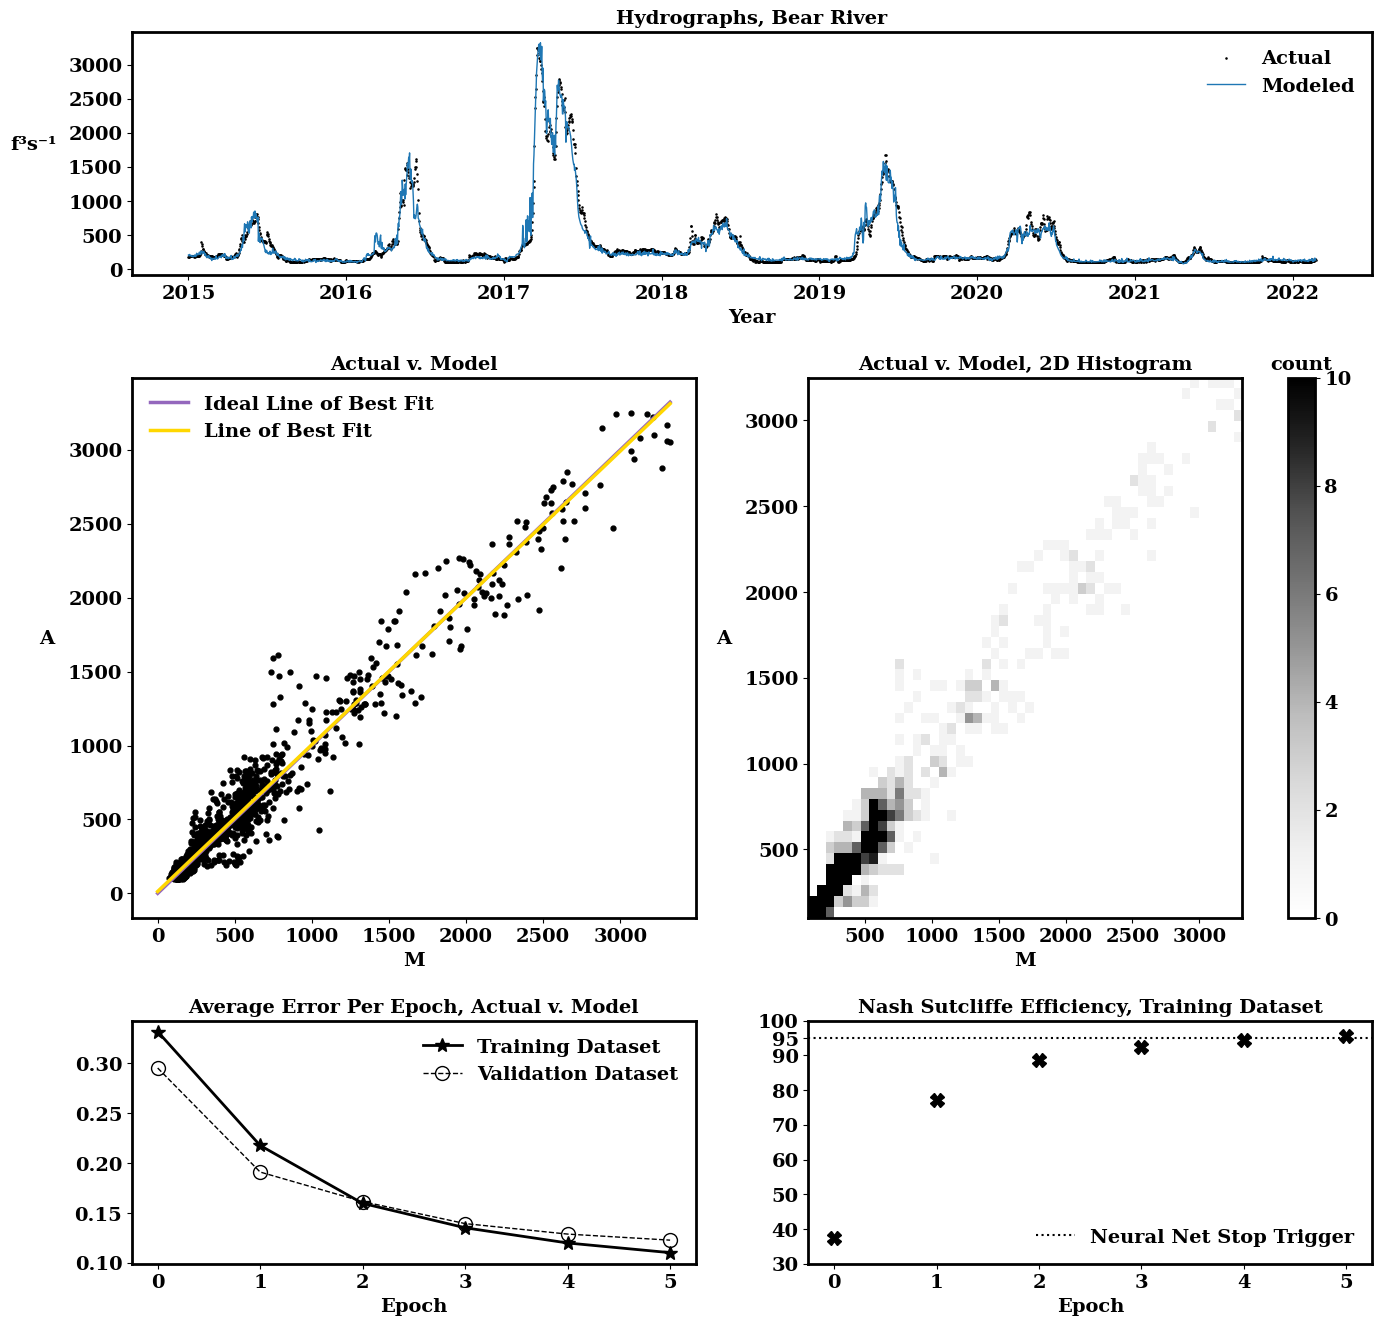 Hydrographs, Bear River
3000
2500
2000
1500
1000
500
0
f³s⁻¹
Actual
Modeled
2015 2016 2017 2018 2019 2020 2021 2022
Year
Actual v. Model
Ideal Line of Best Fit
Line of Best Fit
3000
2500
2000
1500
1000
500
0
A
0 500 1000 1500 2000 2500 3000
M
Actual v. Model, 2D Histogram
3000
2500
2000
1500
1000
500
A
500 1000 1500 2000 2500 3000
M
count
10
8
6
4
2
0
Average Error Per Epoch, Actual v. Model
Training Dataset
Validation Dataset
0.30
0.25
0.20
0.15
0.10
0 1 2 3 4 5
Epoch
Nash Sutcliffe Efficiency, Training Dataset
100
95
90
80
70
60
50
40
30
Neural Net Stop Trigger
0 1 2 3 4 5
Epoch